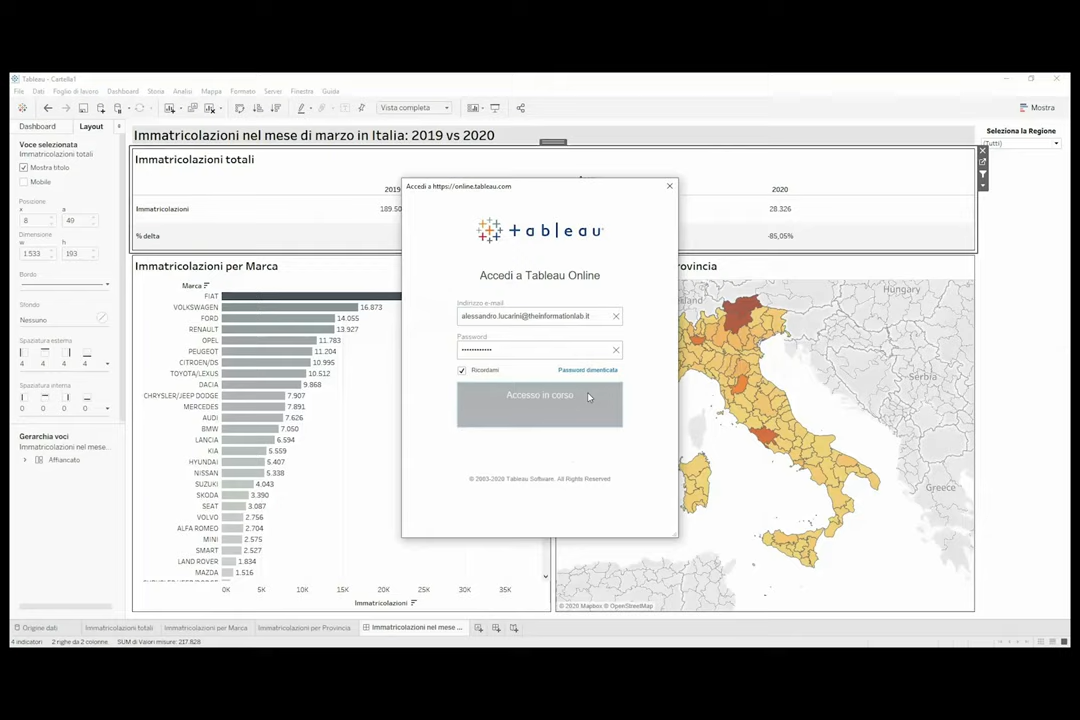 Tableau - Cartella1
File Dati Foglio di lavoro Dashboard Storia Analisi Mappa Formato Server Finestra Guida
Vista completa
Mostra
Dashboard Layout
Voce selezionata
Immatricolazioni totali
Mostra titolo
Mobile
Posizione
x a
8 49
Dimensione
w h
1.533 193
Bordo
Sfondo
Nessuno
Spaziatura esterna
4 4 4 4
Spaziatura interna
0 0 0 0
Gerarchia voci
Immatricolazioni nel mese...
Affiancato
Immatricolazioni nel mese di marzo in Italia: 2019 vs 2020
Seleziona la Regione
(Tutti)
Immatricolazioni totali
2019 2020
Immatricolazioni 189.50 28.326
% delta -85,05%
Immatricolazioni per Marca
Marca
FIAT
VOLKSWAGEN 16.873
FORD 14.055
RENAULT 13.927
OPEL 11.783
PEUGEOT 11.204
CITROEN/DS 10.995
TOYOTA/LEXUS 10.512
DACIA 9.868
CHRYSLER/JEEP DODGE 7.907
MERCEDES 7.891
AUDI 7.626
BMW 7.050
LANCIA 6.594
KIA 5.559
HYUNDAI 5.407
NISSAN 5.338
SUZUKI 4.043
SKODA 3.390
SEAT 3.087
VOLVO 2.756
ALFA ROMEO 2.704
MINI 2.575
SMART 2.527
LAND ROVER 1.834
MAZDA 1.516
0K 5K 10K 15K 20K 25K 30K 35K
Immatricolazioni
Accedi a https://online.tableau.com
+ableau
Accedi a Tableau Online
Indirizzo e-mail
alessandro.lucarini@theinformationlab.it
Password
Ricordami Password dimenticata
Accesso in corso
© 2003-2020 Tableau Software. All Rights Reserved
rovincia
Hungary
Serbia
Greece
© 2020 Mapbox © OpenStreetMap
Origine dati Immatricolazioni totali Immatricolazioni per Marca Immatricolazioni per Provincia Immatricolazioni nel mese ...
4 indicatori 2 righe da 2 colonne. SUM di Valori misure: 217.828